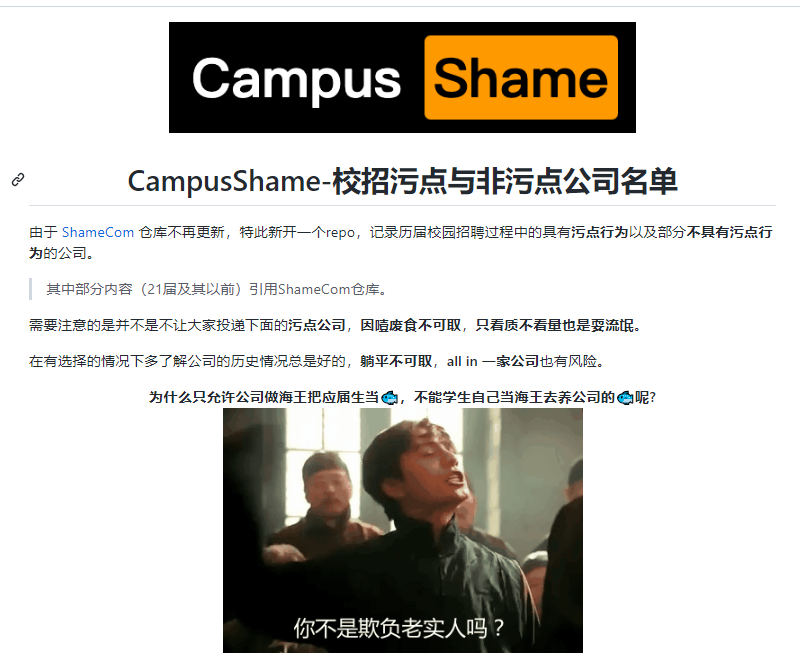 Campus Shame
CampusShame-校招污点与非污点公司名单
由于 ShameCom 仓库不再更新，特此新开一个repo，记录历届校园招聘过程中的具有污点行为以及部分不具有污点行
为的公司。
其中部分内容（21届及其以前）引用ShameCom仓库。
需要注意的是并不是不让大家投递下面的污点公司，因噎废食不可取，只看质不看量也是耍流氓。
在有选择的情况下多了解公司的历史情况总是好的，躺平不可取，all in 一家公司也有风险。
为什么只允许公司做海王把应届生当🐟，不能学生自己当海王去养公司的🐟呢?
你不是欺负老实人吗？